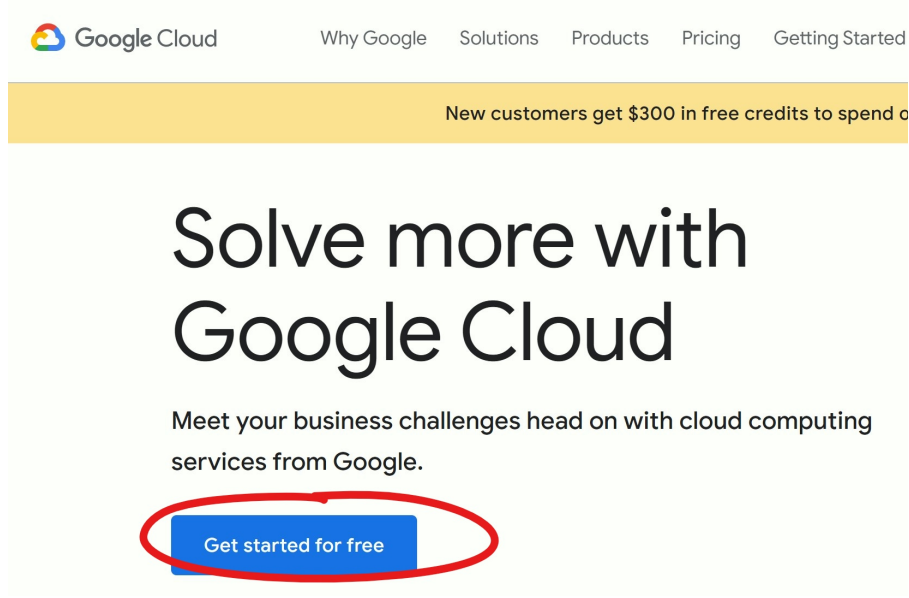 Google Cloud Why Google Solutions Products Pricing Getting Started
New customers get $300 in free credits to spend o
Solve more with
Google Cloud
Meet your business challenges head on with cloud computing
services from Google.
Get started for free